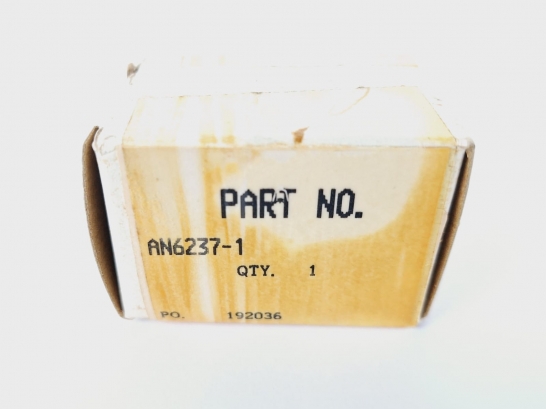 PART NO.
AN6237-1
QTY. 1
PO. 192036